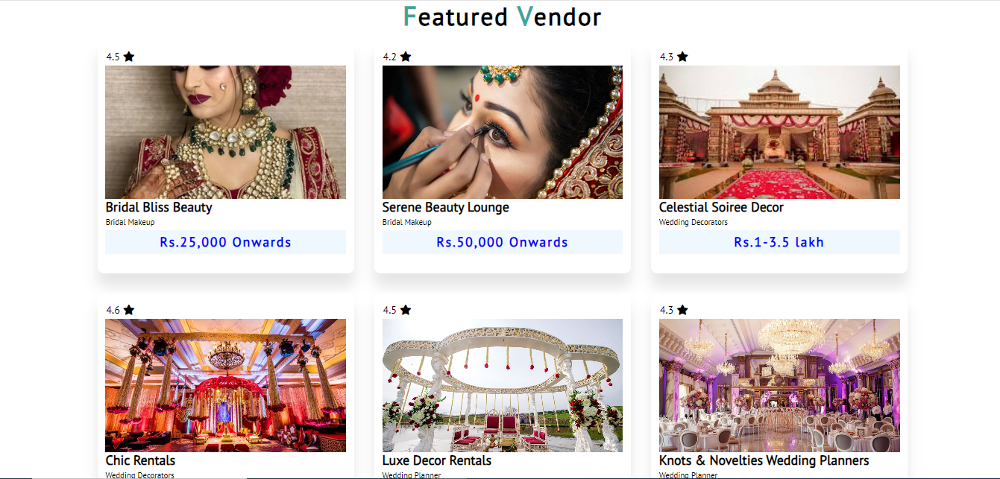 Featured Vendor
4.5
4.2
4.3
Bridal Bliss Beauty
Serene Beauty Lounge
Celestial Soiree Decor
Bridal Makeup
Bridal Makeup
Wedding Decorators
Rs.25,000 Onwards
Rs.50,000 Onwards
Rs.1-3.5 lakh
4.6
4.5
4.3
Chic Rentals
Luxe Decor Rentals
Knots & Novelties Wedding Planners
Wedding Decorators
Wedding Planner
Wedding Planner